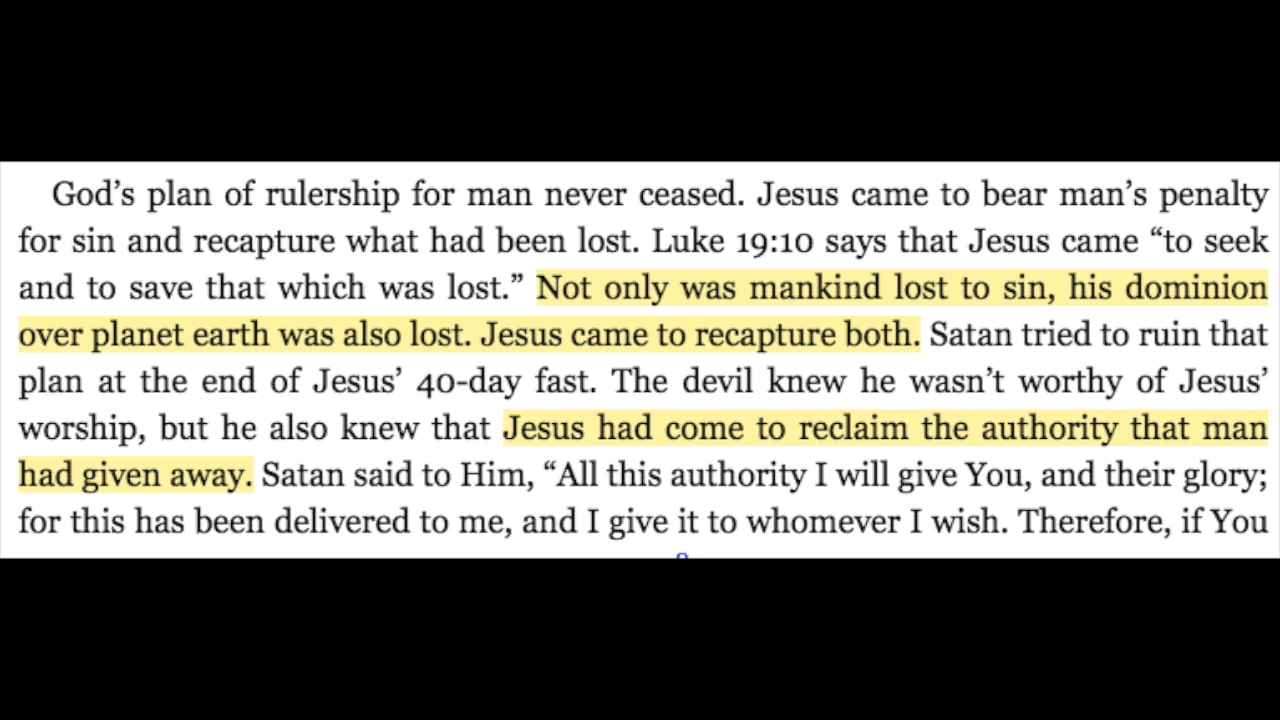 God’s plan of rulership for man never ceased. Jesus came to bear man’s penalty
for sin and recapture what had been lost. Luke 19:10 says that Jesus came “to seek
and to save that which was lost.” Not only was mankind lost to sin, his dominion
over planet earth was also lost. Jesus came to recapture both. Satan tried to ruin that
plan at the end of Jesus’ 40-day fast. The devil knew he wasn’t worthy of Jesus’
worship, but he also knew that Jesus had come to reclaim the authority that man
had given away. Satan said to Him, “All this authority I will give You, and their glory;
for this has been delivered to me, and I give it to whomever I wish. Therefore, if You